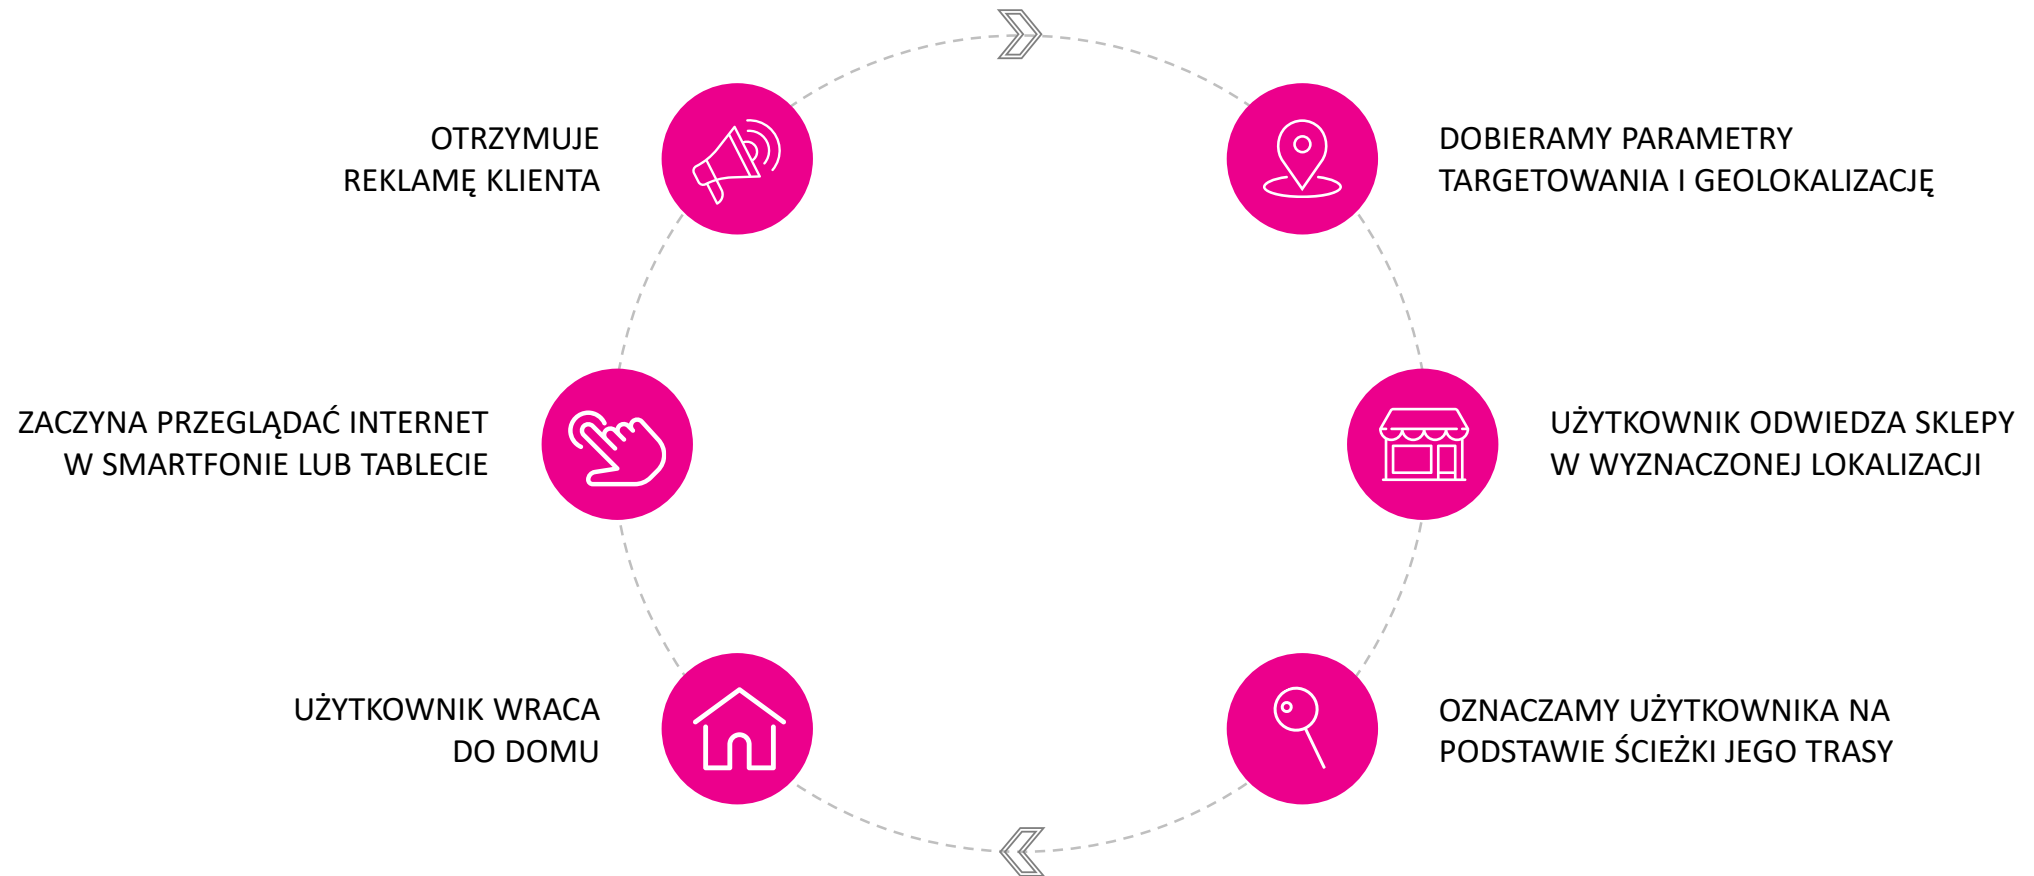 OTRZYMUJE
REKLAMĘ KLIENTA
DOBIERAMY PARAMETRY
TARGETOWANIA I GEOLOKALIZACJĘ
ZACZYNA PRZEGLĄDAĆ INTERNET
W SMARTFONIE LUB TABLECIE
UŻYTKOWNIK ODWIEDZA SKLEPY
W WYZNACZONEJ LOKALIZACJI
UŻYTKOWNIK WRACA
DO DOMU
OZNACZAMY UŻYTKOWNIKA NA
PODSTAWIE ŚCIEŻKI JEGO TRASY